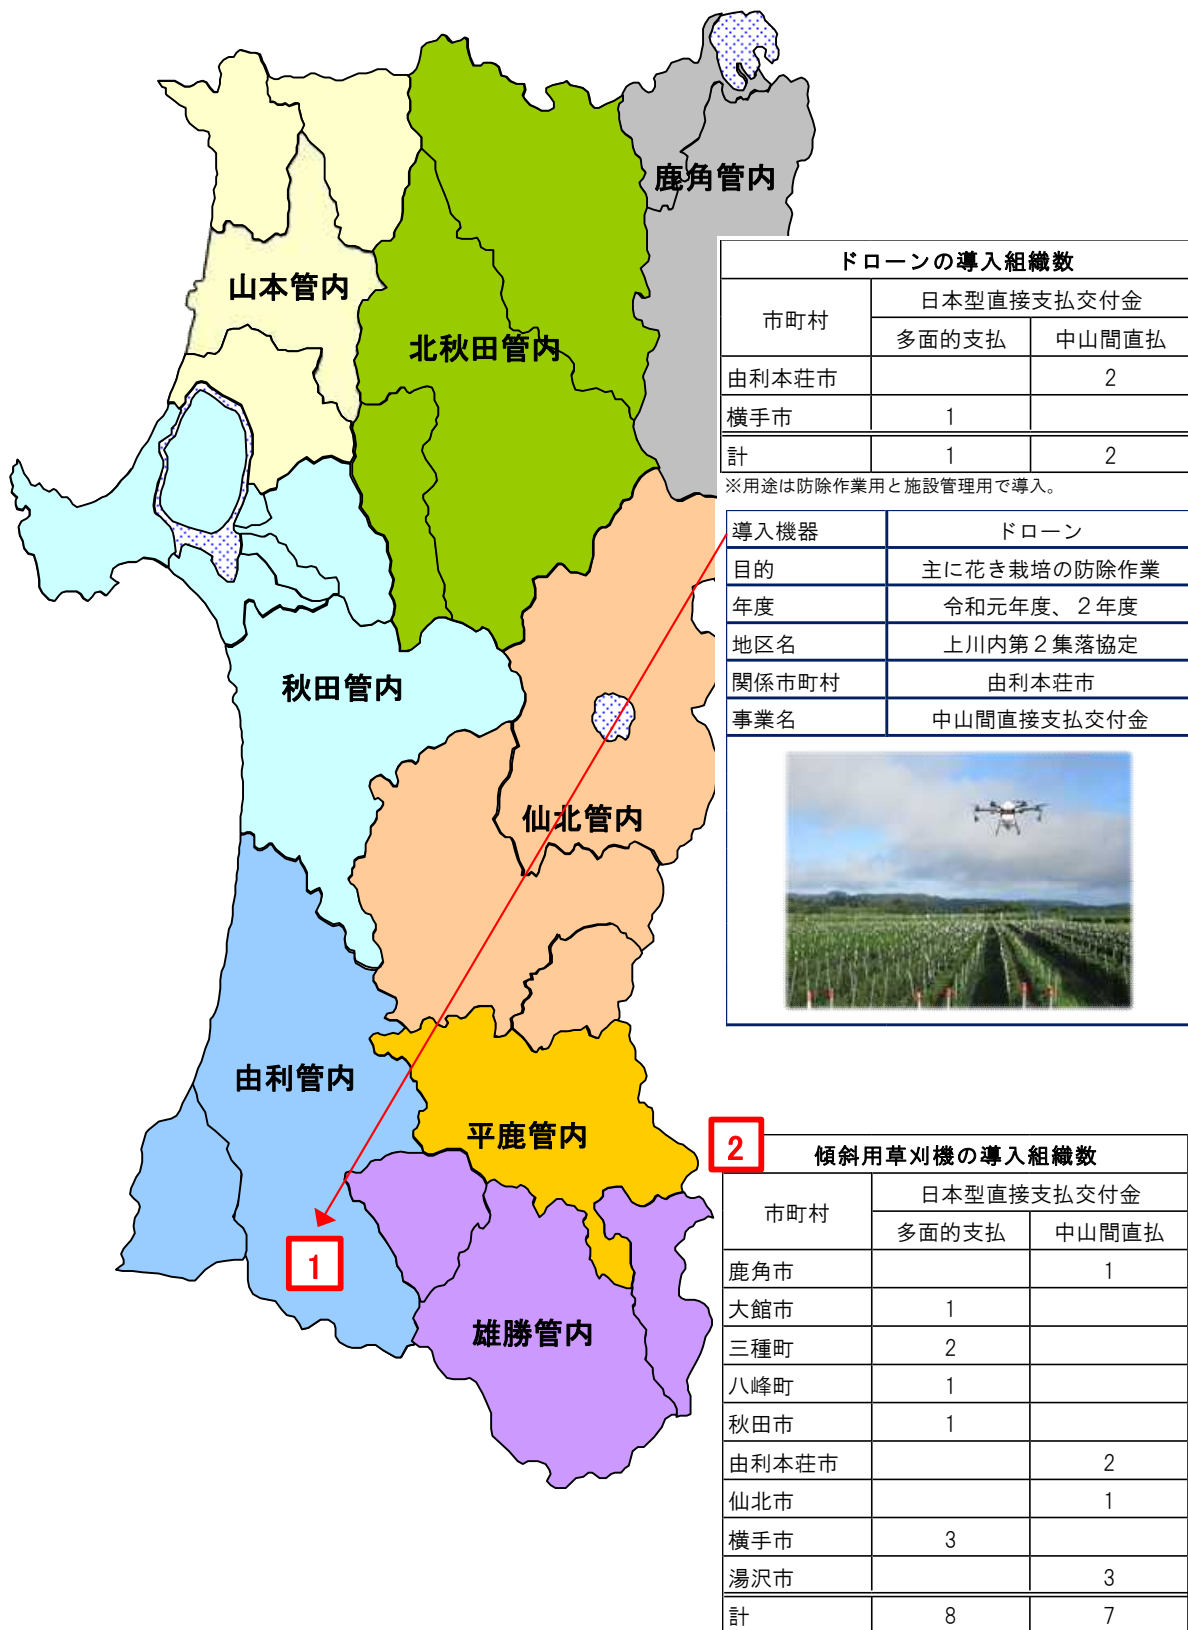 鹿角管内
山本管内
北秋田管内
秋田管内
仙北管内
由利管内
平鹿管内
雄勝管内
1
ドローンの導入組織数
市町村 日本型直接支払交付金
多面的支払 中山間直払
由利本荘市 2
横手市 1
計 1 2
※用途は防除作業用と施設管理用で導入。
導入機器 ドローン
目的 主に花き栽培の防除作業
年度 令和元年度、２年度
地区名 上川内第２集落協定
関係市町村 由利本荘市
事業名 中山間直接支払交付金
2
傾斜用草刈機の導入組織数
市町村 日本型直接支払交付金
多面的支払 中山間直払
鹿角市 1
大館市 1
三種町 2
八峰町 1
秋田市 1
由利本荘市 2
仙北市 1
横手市 3
湯沢市 3
計 8 7